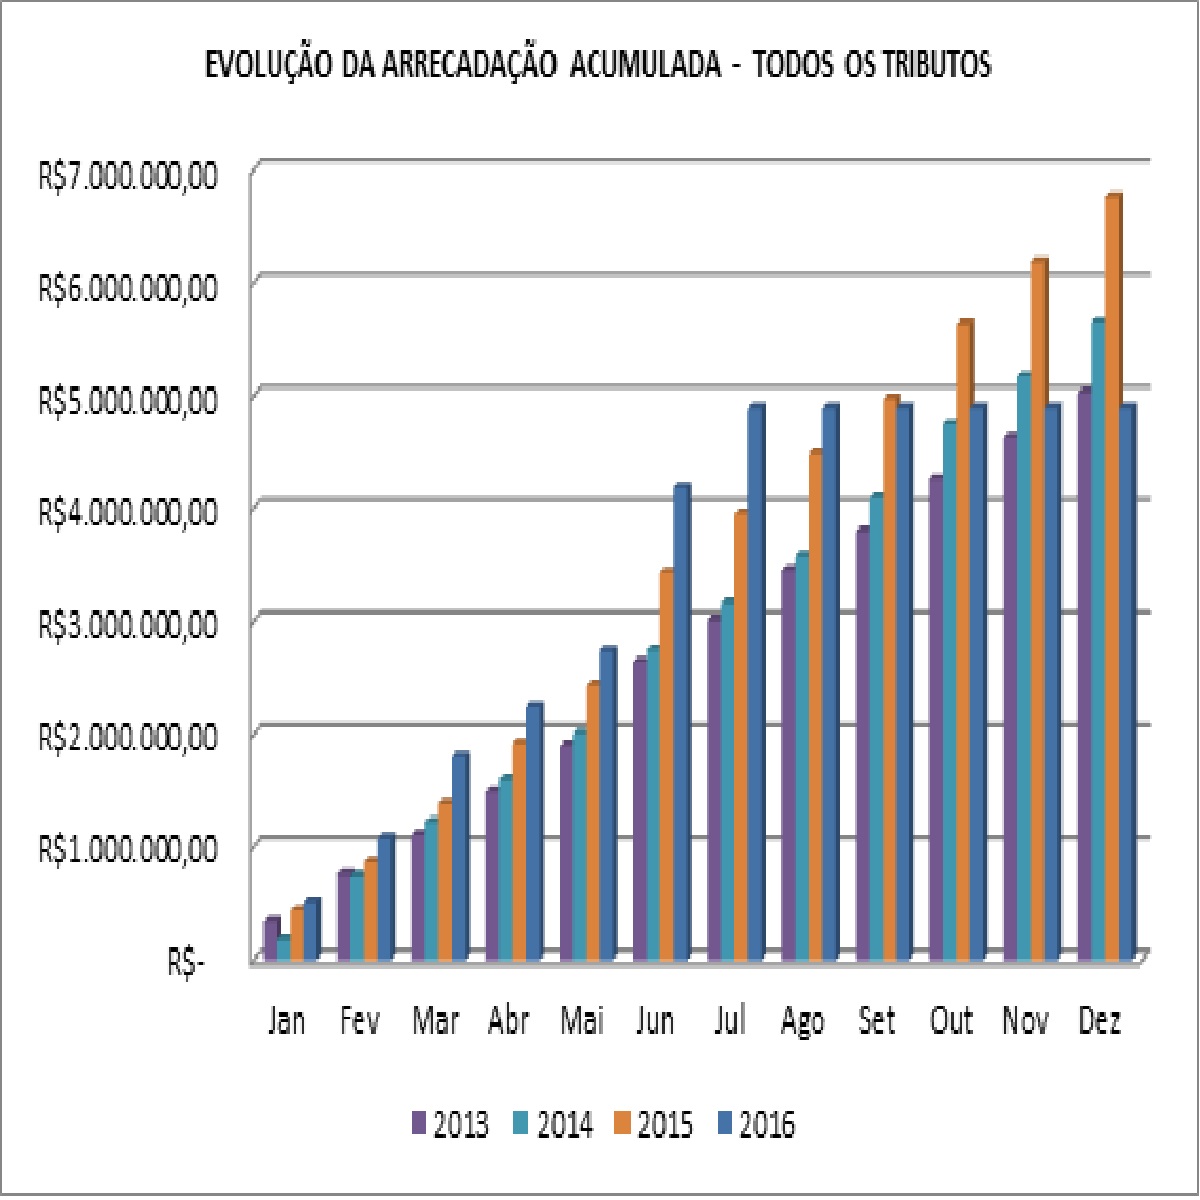 EVOLUÇÃO DA ARRECADAÇÃO ACUMULADA - TODOS OS TRIBUTOS
R$7.000.000,00
R$6.000.000,00
R$5.000.000,00
R$4.000.000,00
R$3.000.000,00
R$2.000.000,00
R$1.000.000,00
R$-
Jan Fev Mar Abr Mai Jun Jul Ago Set Out Nov Dez
2013 2014 2015 2016